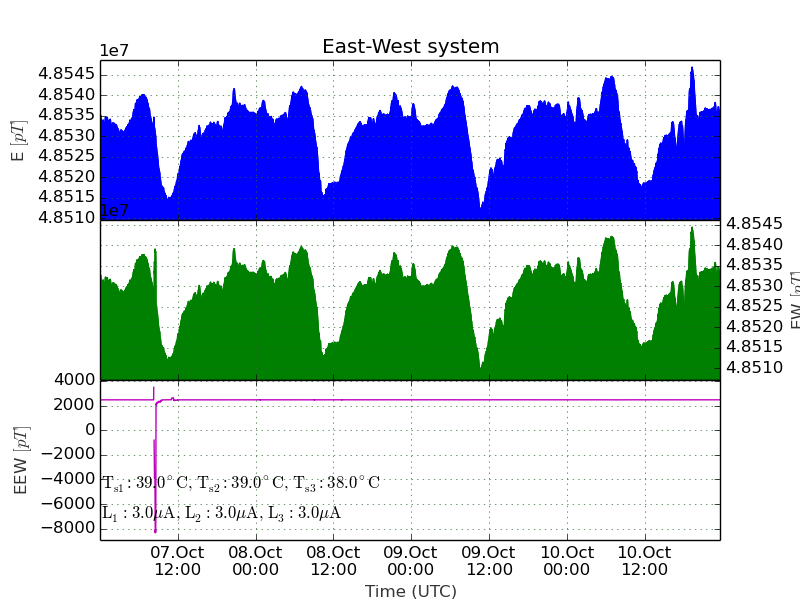 East-West system
1e7
4.8545
4.8540
4.8535
4.8530
4.8525
4.8520
4.8515
4.8510
E [pT]
1e7
4.8545
4.8540
4.8535
4.8530
4.8525
4.8520
4.8515
4.8510
EW [pT]
4000
2000
0
−2000
−4000
−6000
−8000
EEW [pT]
T_s1 : 39.0°C, T_s2 : 39.0°C, T_s3 : 38.0°C
L_1 : 3.0μA, L_2 : 3.0μA, L_3 : 3.0μA
07.Oct 08.Oct 08.Oct 09.Oct 09.Oct 10.Oct 10.Oct
12:00 00:00 12:00 00:00 12:00 00:00 12:00
Time (UTC)